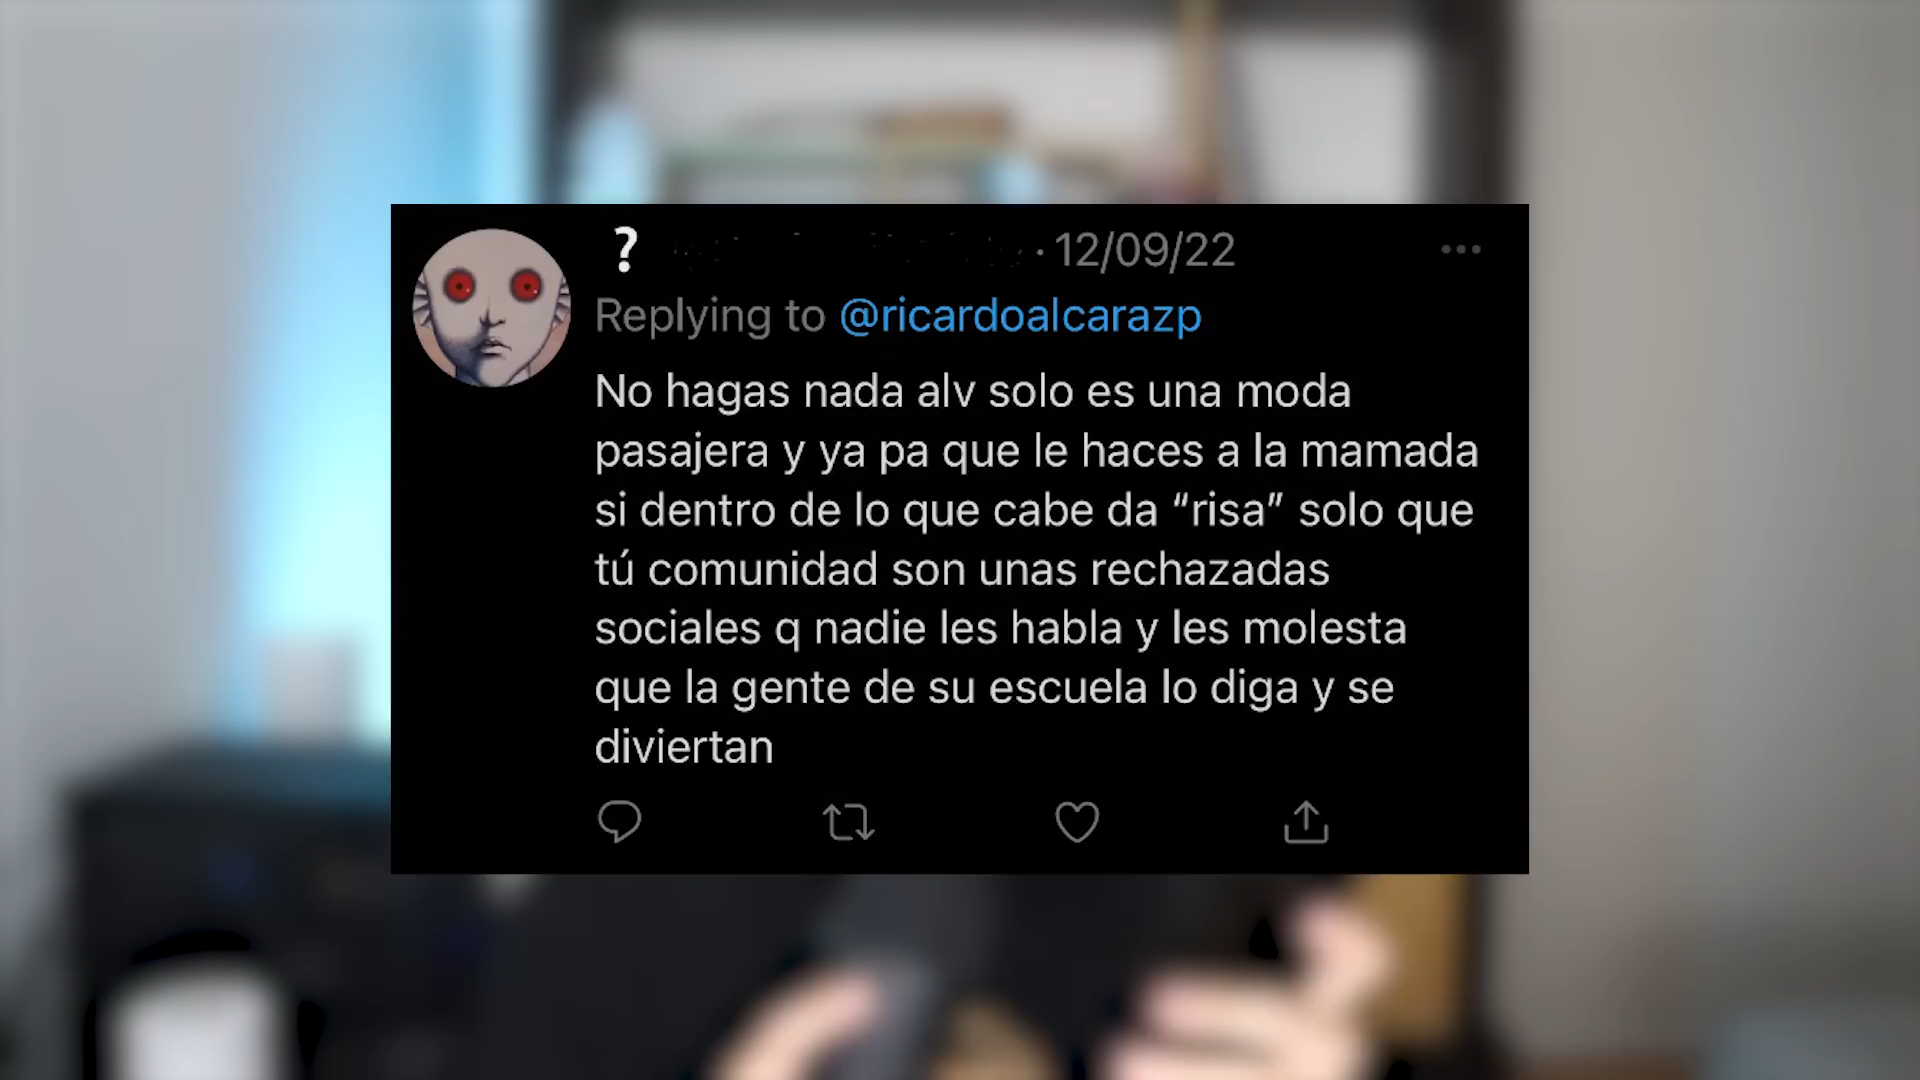 ? · 12/09/22
Replying to @ricardoalcarazp
No hagas nada alv solo es una moda
pasajera y ya pa que le haces a la mamada
si dentro de lo que cabe da “risa” solo que
tú comunidad son unas rechazadas
sociales q nadie les habla y les molesta
que la gente de su escuela lo diga y se
diviertan